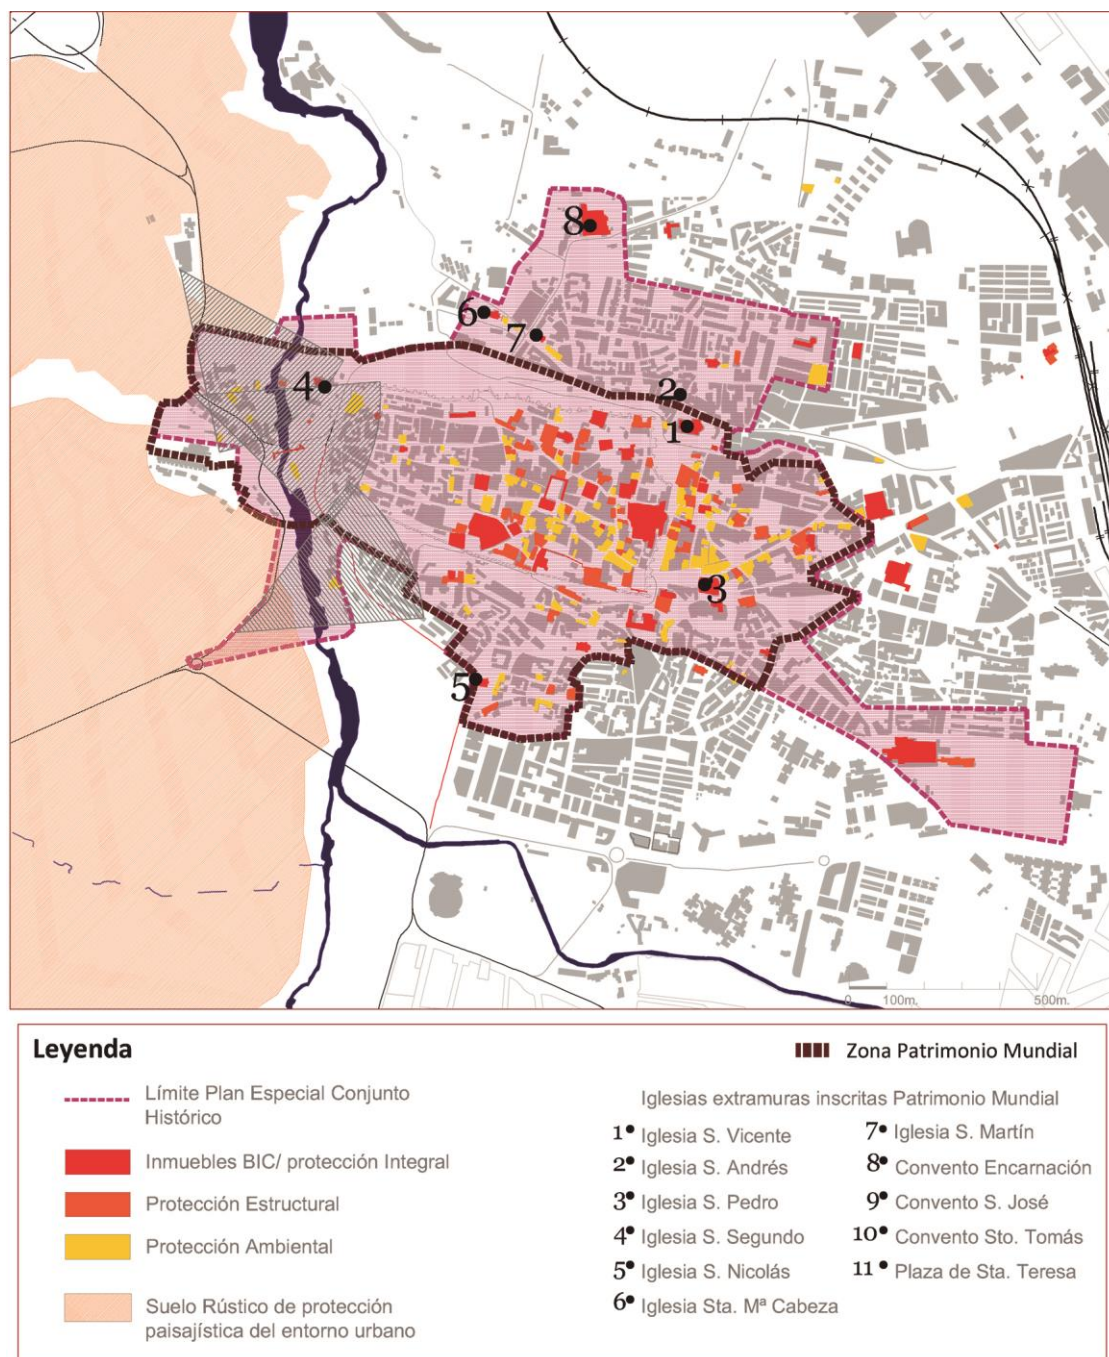 8
6
7
4
2
1
3
5
0 100m. 500m.
Leyenda
Zona Patrimonio Mundial
Límite Plan Especial Conjunto
Histórico
Inmuebles BIC/ protección Integral
Protección Estructural
Protección Ambiental
Suelo Rústico de protección
paisajística del entorno urbano
Iglesias extramuras inscritas Patrimonio Mundial
1 Iglesia S. Vicente
2 Iglesia S. Andrés
3 Iglesia S. Pedro
4 Iglesia S. Segundo
5 Iglesia S. Nicolás
6 Iglesia Sta. Mª Cabeza
7 Iglesia S. Martín
8 Convento Encarnación
9 Convento S. José
10 Convento Sto. Tomás
11 Plaza de Sta. Teresa